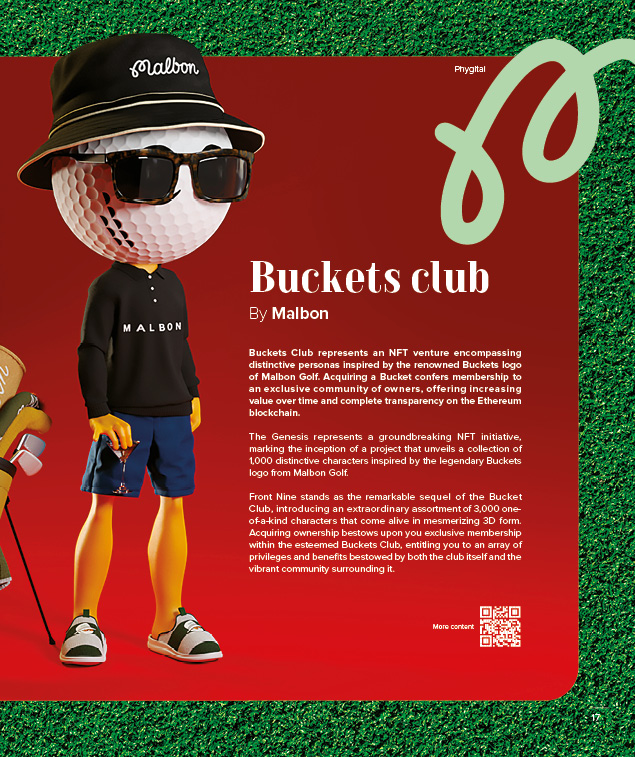 Malbon
Phygital
Buckets club
By Malbon
MALBON
Buckets Club represents an NFT venture encompassing
distinctive personas inspired by the renowned Buckets logo
of Malbon Golf. Acquiring a Bucket confers membership to
an exclusive community of owners, offering increasing
value over time and complete transparency on the Ethereum
blockchain.
The Genesis represents a groundbreaking NFT initiative,
marking the inception of a project that unveils a collection of
1,000 distinctive characters inspired by the legendary Buckets
logo from Malbon Golf.
Front Nine stands as the remarkable sequel of the Bucket
Club, introducing an extraordinary assortment of 3,000 one-
of-a-kind characters that come alive in mesmerizing 3D form.
Acquiring ownership bestows upon you exclusive membership
within the esteemed Buckets Club, entitling you to an array of
privileges and benefits bestowed by both the club itself and the
vibrant community surrounding it.
More content
17